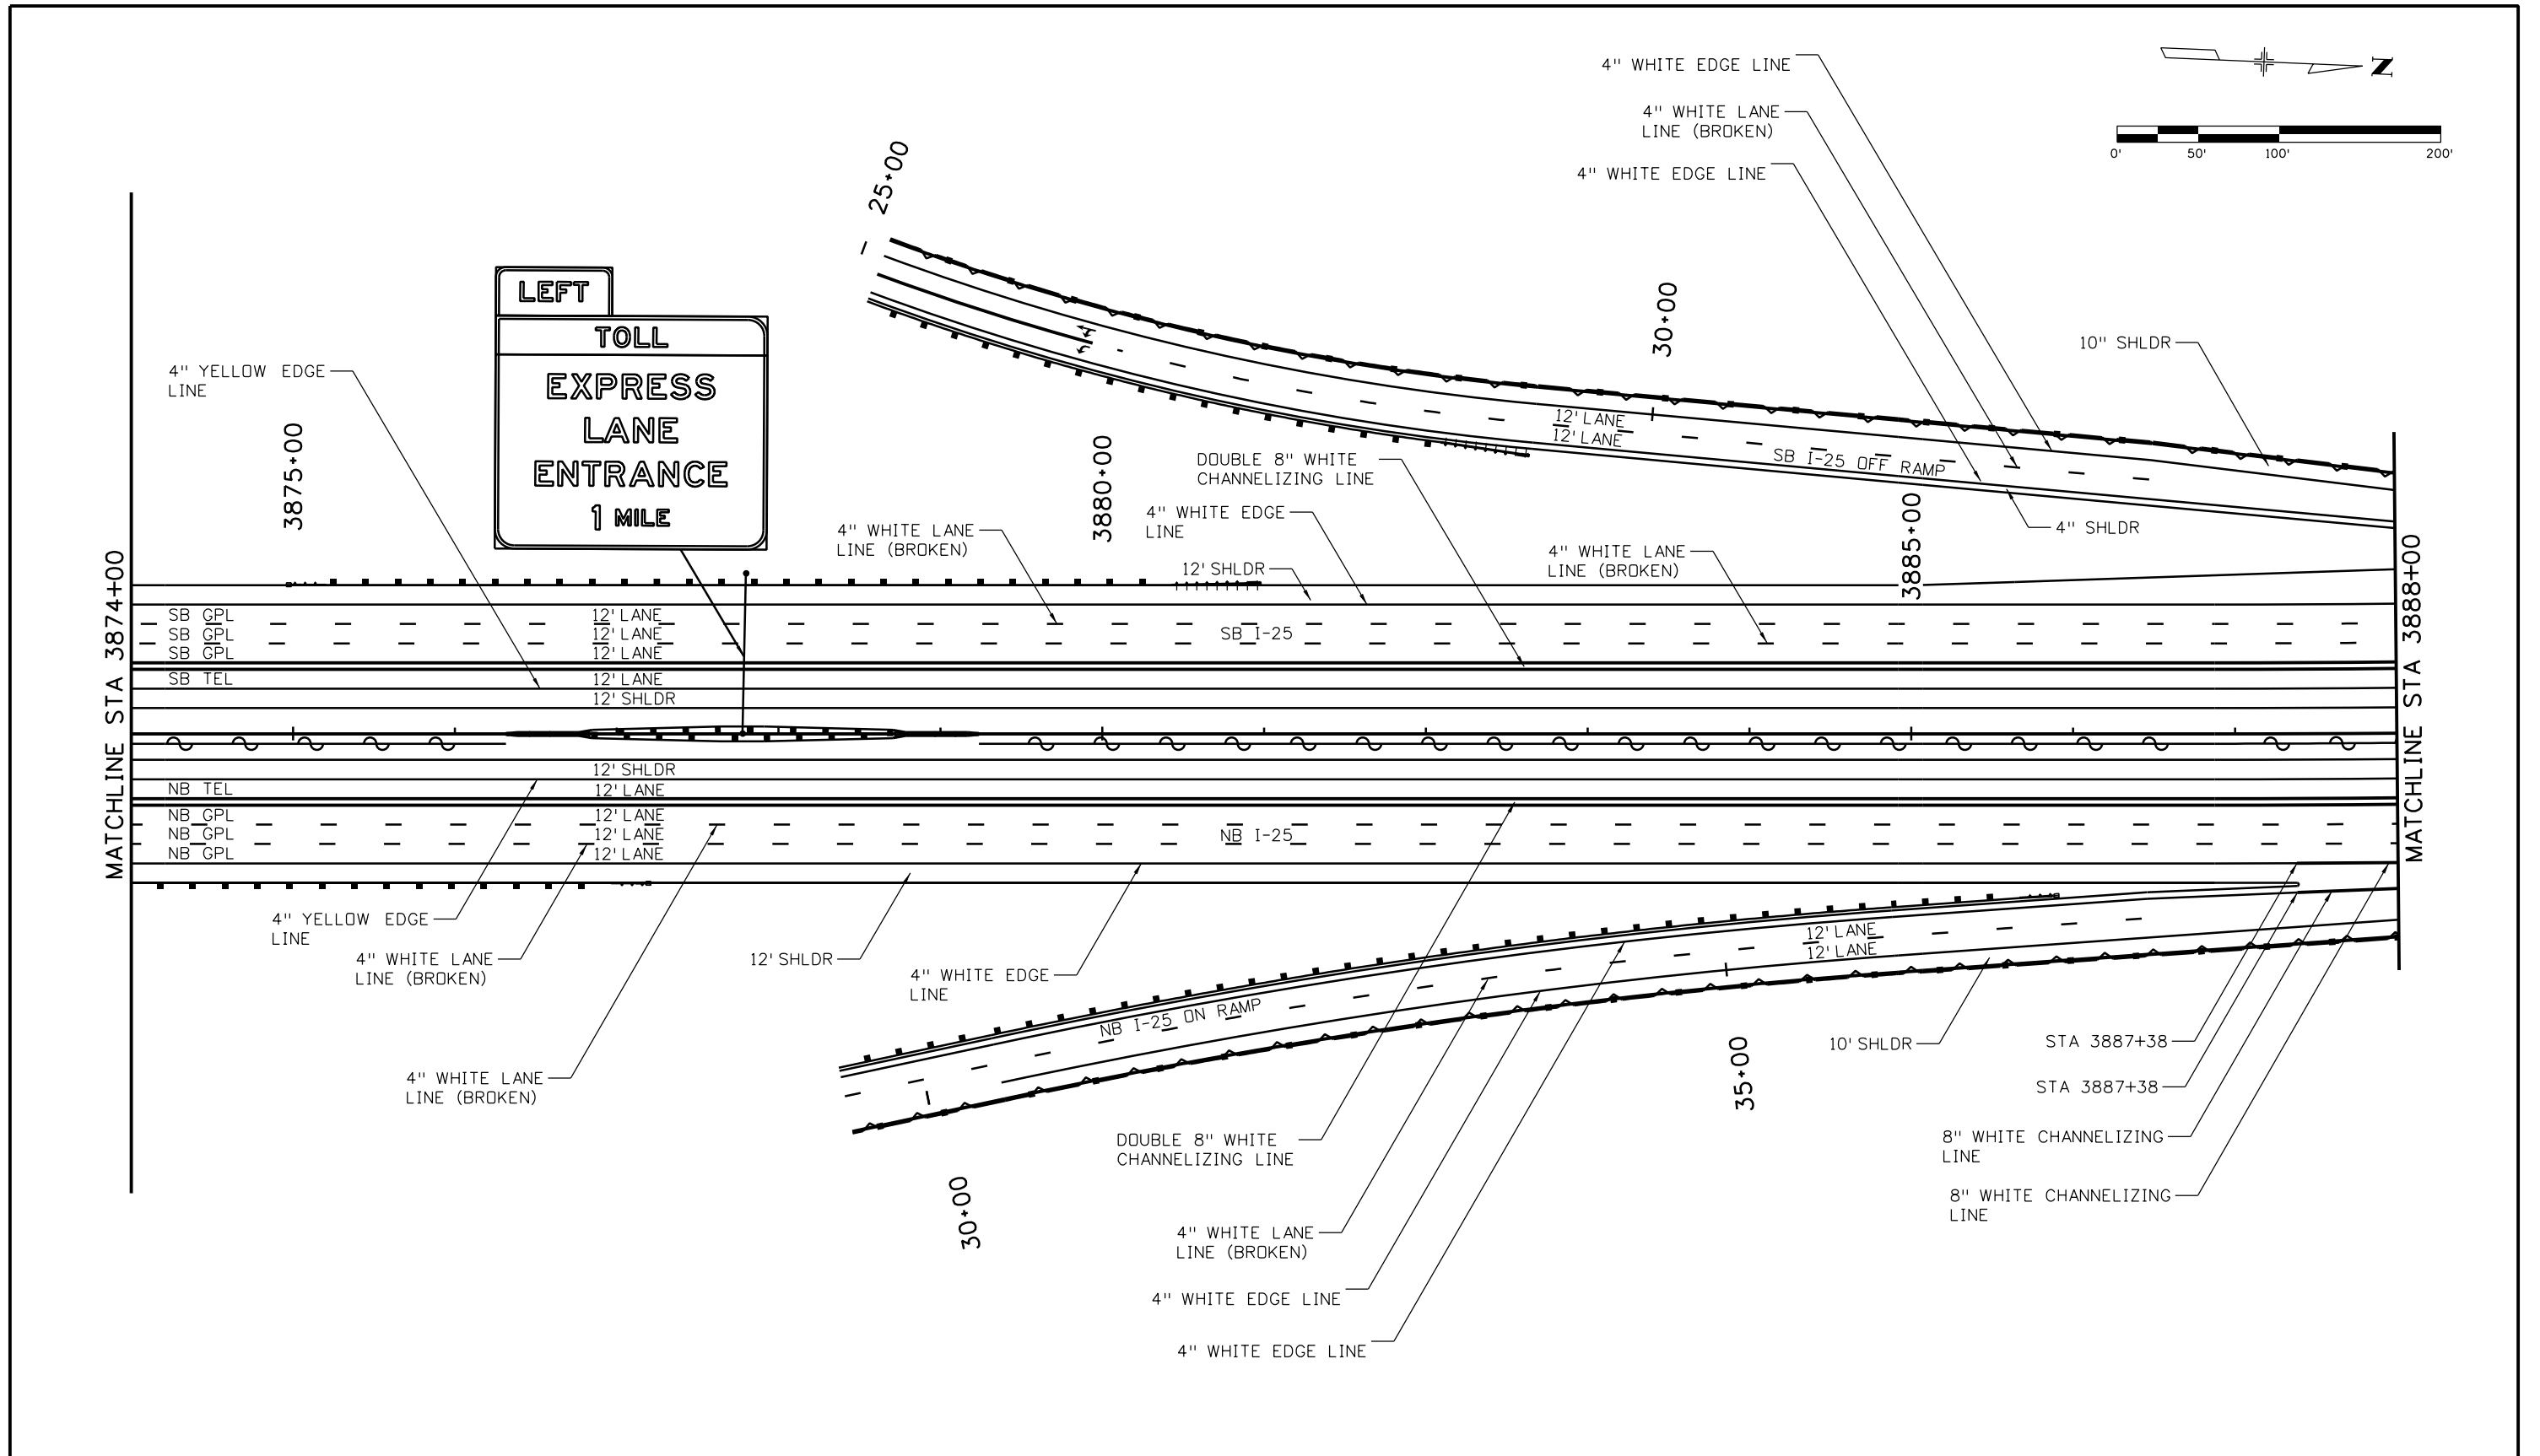 4" WHITE EDGE LINE
4" WHITE LANE
LINE (BROKEN)
4" WHITE EDGE LINE
N
0' 50' 100' 200'
25+00
30+00
10" SHLDR
LEFT
TOLL
EXPRESS
LANE
ENTRANCE
1 MILE
4" YELLOW EDGE
LINE
3875+00
3880+00
3885+00
12' LANE
12' LANE
SB I-25 OFF RAMP
4" SHLDR
DOUBLE 8" WHITE
CHANNELIZING LINE
4" WHITE EDGE
LINE
4" WHITE LANE
LINE (BROKEN)
12' SHLDR
4" WHITE LANE
LINE (BROKEN)
MATCHLINE STA 3874+00
MATCHLINE STA 3888+00
SB GPL 12' LANE
SB GPL 12' LANE SB I-25
SB GPL 12' LANE
SB TEL 12' LANE
12' SHLDR
12' SHLDR
NB TEL 12' LANE
NB GPL 12' LANE
NB GPL 12' LANE NB I-25
NB GPL 12' LANE
4" YELLOW EDGE
LINE
4" WHITE LANE
LINE (BROKEN)
12' SHLDR
4" WHITE EDGE
LINE
4" WHITE LANE
LINE (BROKEN)
NB I-25 ON RAMP
12' LANE
12' LANE
10' SHLDR
STA 3887+38
STA 3887+38
35+00
30+00
DOUBLE 8" WHITE
CHANNELIZING LINE
8" WHITE CHANNELIZING
LINE
8" WHITE CHANNELIZING
LINE
4" WHITE LANE
LINE (BROKEN)
4" WHITE EDGE LINE
4" WHITE EDGE LINE